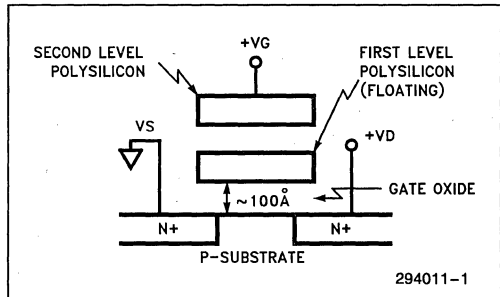 +VG
SECOND LEVEL
POLYSILICON
FIRST LEVEL
POLYSILICON
(FLOATING)
VS
+VD
~100Å
GATE OXIDE
N+
N+
P-SUBSTRATE
294011-1